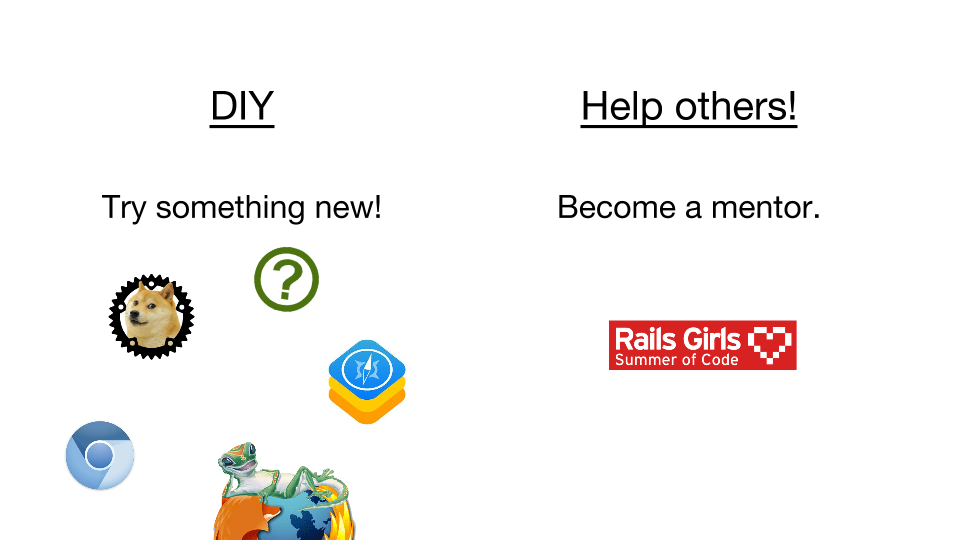 DIY
Help others!
Try something new!
Become a mentor.
?
Rails Girls
Summer of Code